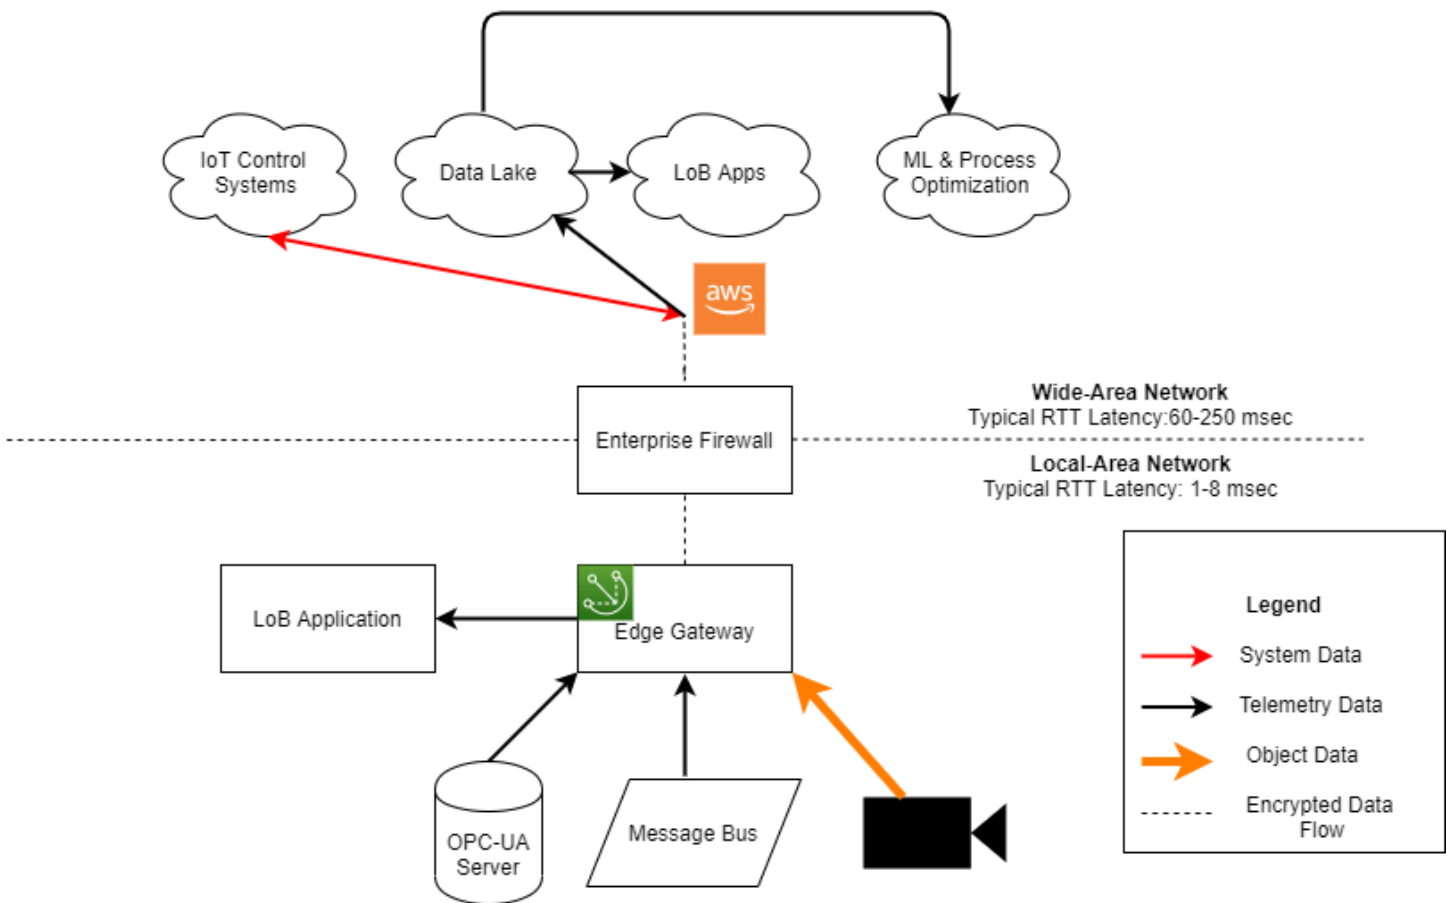 IoT Control
Systems
Data Lake
LoB Apps
ML & Process
Optimization
aws
Wide-Area Network
Typical RTT Latency:60-250 msec
Enterprise Firewall
Local-Area Network
Typical RTT Latency: 1-8 msec
LoB Application
Edge Gateway
Legend
System Data
Telemetry Data
Object Data
Encrypted Data
Flow
OPC-UA
Server
Message Bus